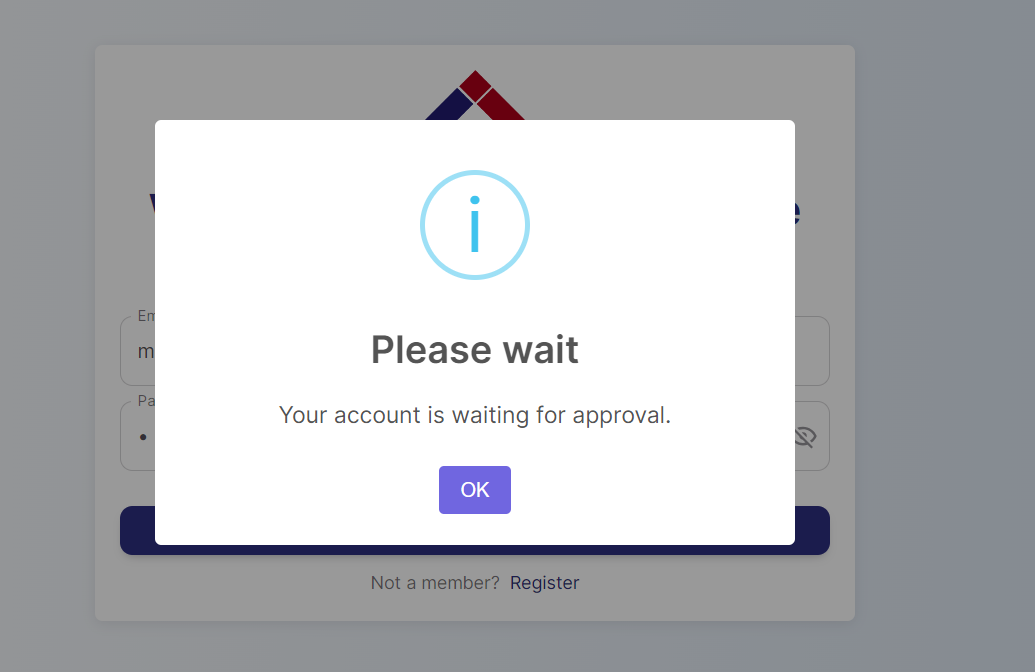 Please wait
Your account is waiting for approval.
OK
Not a member? Register